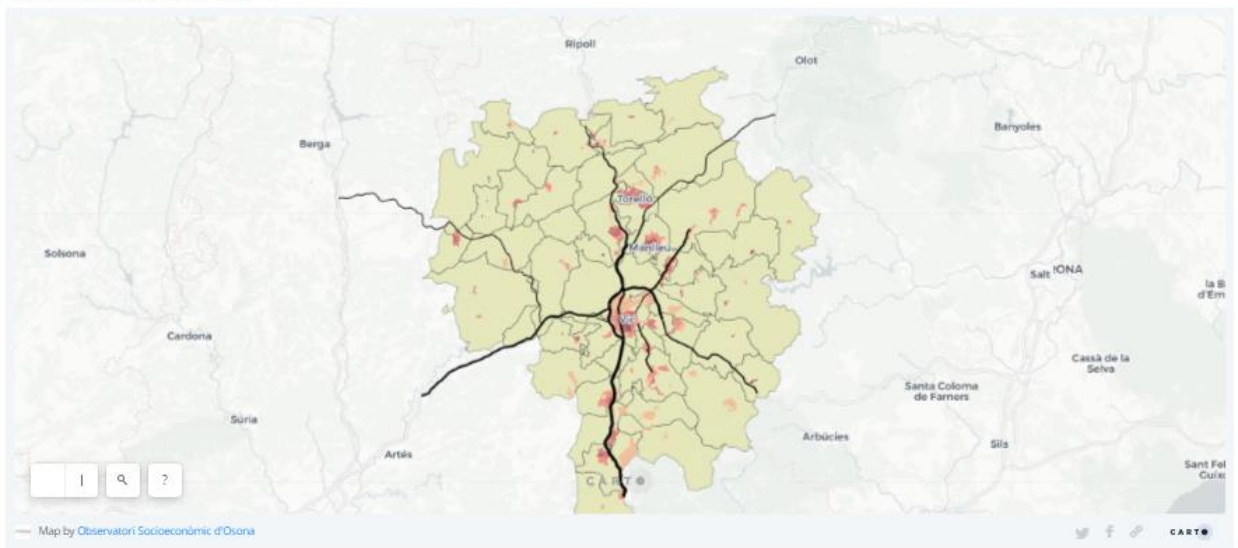 Ripoll
Olot
Banyoles
Berga
Torelló
Manlleu
Solsona
Salt
IONA
la B
d'Em
Vic
Cardona
Cassà de la
Selva
Santa Coloma
de Farners
Súria
Arbúcies
Sils
Artés
Sant Fel
Guíx
?
CARTO
Map by Observatori Socioeconòmic d'Osona
CARTO